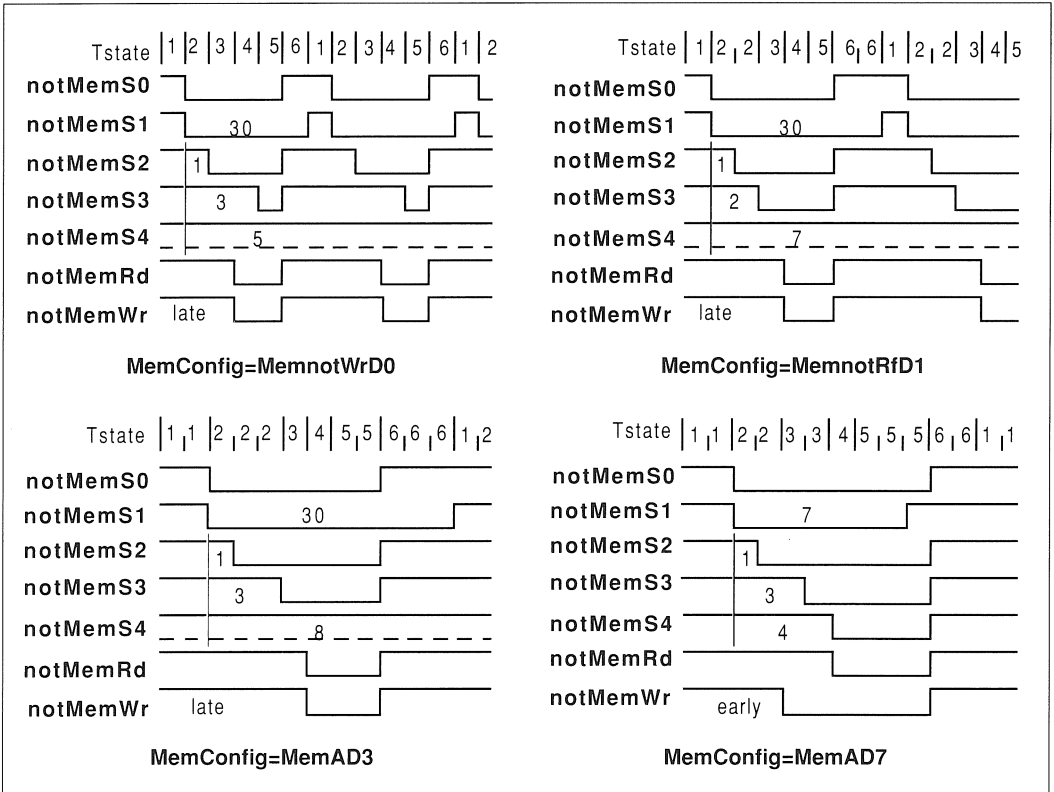 Tstate |1|2|3|4|5|6|1|2|3|4|5|6|1|2
notMemS0
notMemS1 30
notMemS2 1
notMemS3 3
notMemS4 5
notMemRd
notMemWr late
MemConfig=MemnotWrD0
Tstate |1|2|2|3|4|5|6|6|1|2|2|3|4|5
notMemS0
notMemS1 30
notMemS2 1
notMemS3 2
notMemS4 7
notMemRd
notMemWr late
MemConfig=MemnotRfD1
Tstate |1|1|2|2|2|3|4|5|5|6|6|6|1|2
notMemS0
notMemS1 30
notMemS2 1
notMemS3 3
notMemS4 8
notMemRd
notMemWr late
MemConfig=MemAD3
Tstate |1|1|2|2|3|3|4|5|5|5|6|6|1|1
notMemS0
notMemS1 7
notMemS2 1
notMemS3 3
notMemS4 4
notMemRd
notMemWr early
MemConfig=MemAD7